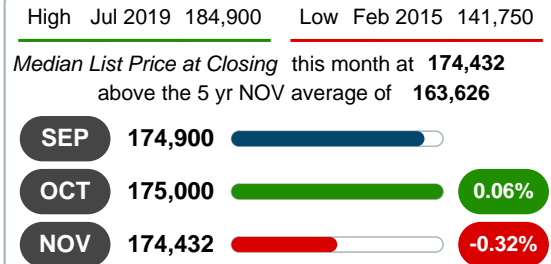 High Jul 2019 184,900 Low Feb 2015 141,750
Median List Price at Closing this month at 174,432
above the 5 yr NOV average of 163,626
SEP 174,900
OCT 175,000 0.06%
NOV 174,432 -0.32%